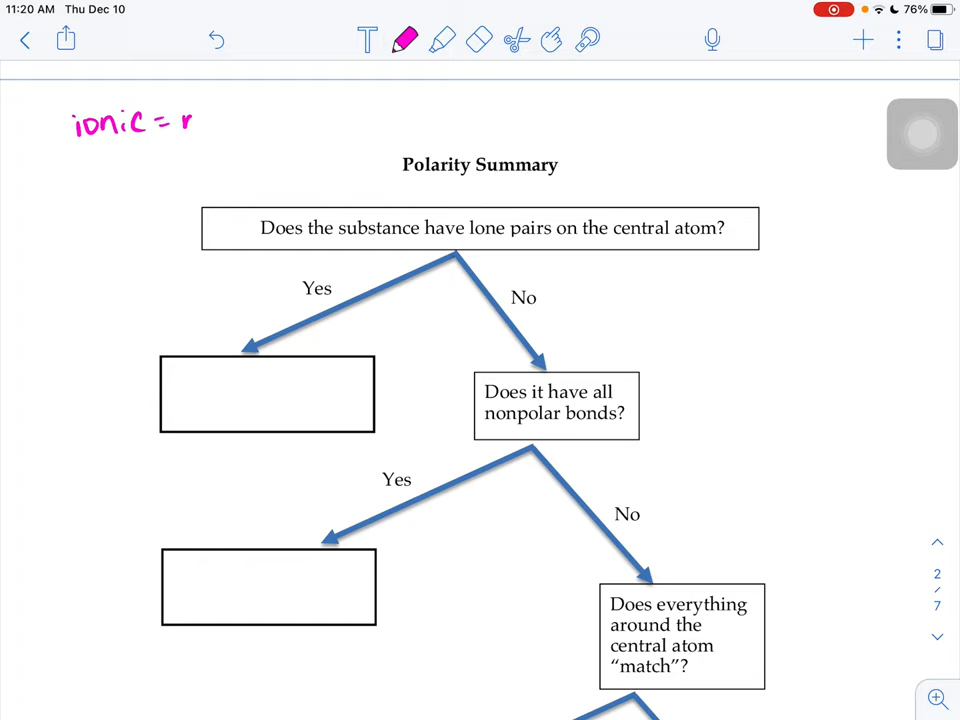 11:20 AM Thu Dec 10
76%
T
ionic = r
Polarity Summary
Does the substance have lone pairs on the central atom?
Yes
No
Does it have all
nonpolar bonds?
Yes
No
2
/
7
Does everything
around the
central atom
“match”?